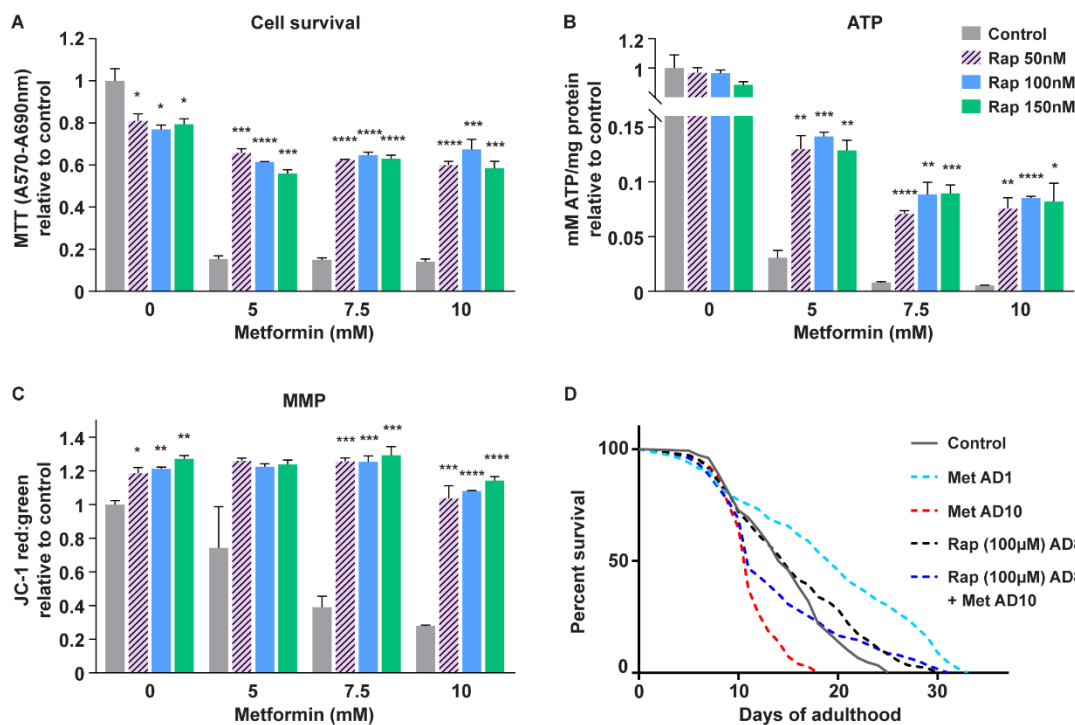 A
Cell survival
MTT (A570-A690nm)
relative to control
1.2
1
0.8
0.6
0.4
0.2
0
* * *
*** **** ***
**** **** ****
**** *** ***
0 5 7.5 10
Metformin (mM)
B
ATP
mM ATP/mg protein
relative to control
1.2
1
0.15
0.1
0.05
0
** *** **
**** ** ***
** **** *
0 5 7.5 10
Metformin (mM)
Control
Rap 50nM
Rap 100nM
Rap 150nM
C
MMP
JC-1 red:green
relative to control
1.4
1.2
1
0.8
0.6
0.4
0.2
0
* ** **
*** *** ***
*** **** ****
0 5 7.5 10
Metformin (mM)
D
Percent survival
100
50
0
0 10 20 30
Days of adulthood
Control
Met AD1
Met AD10
Rap (100µM) AD8
Rap (100µM) AD8
+ Met AD10